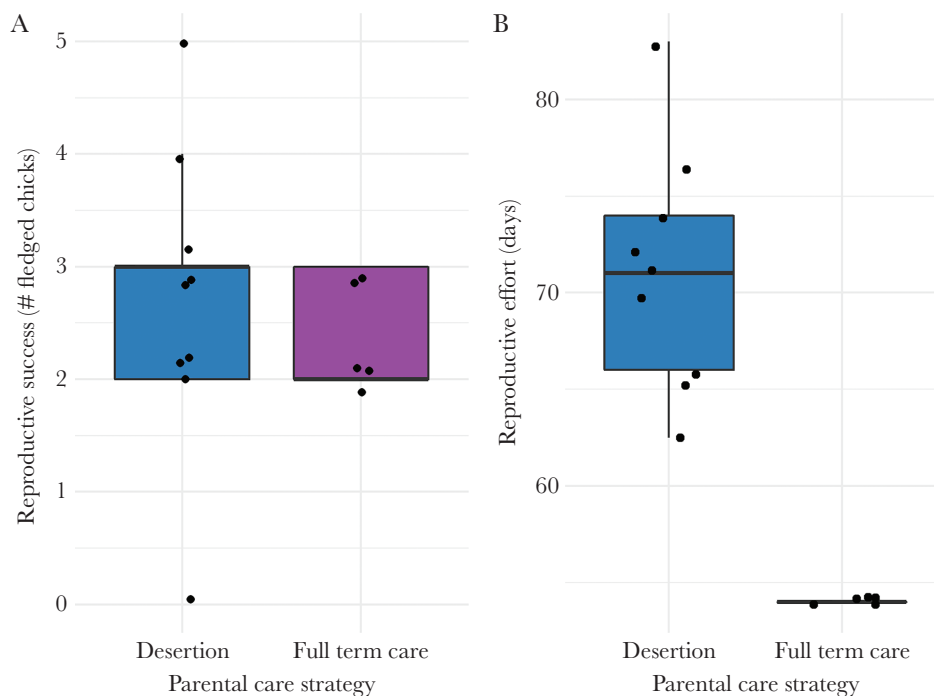 A
Reproductive success (# fledged chicks)
5
4
3
2
1
0
Desertion
Full term care
Parental care strategy
B
Reproductive effort (days)
80
70
60
Desertion
Full term care
Parental care strategy